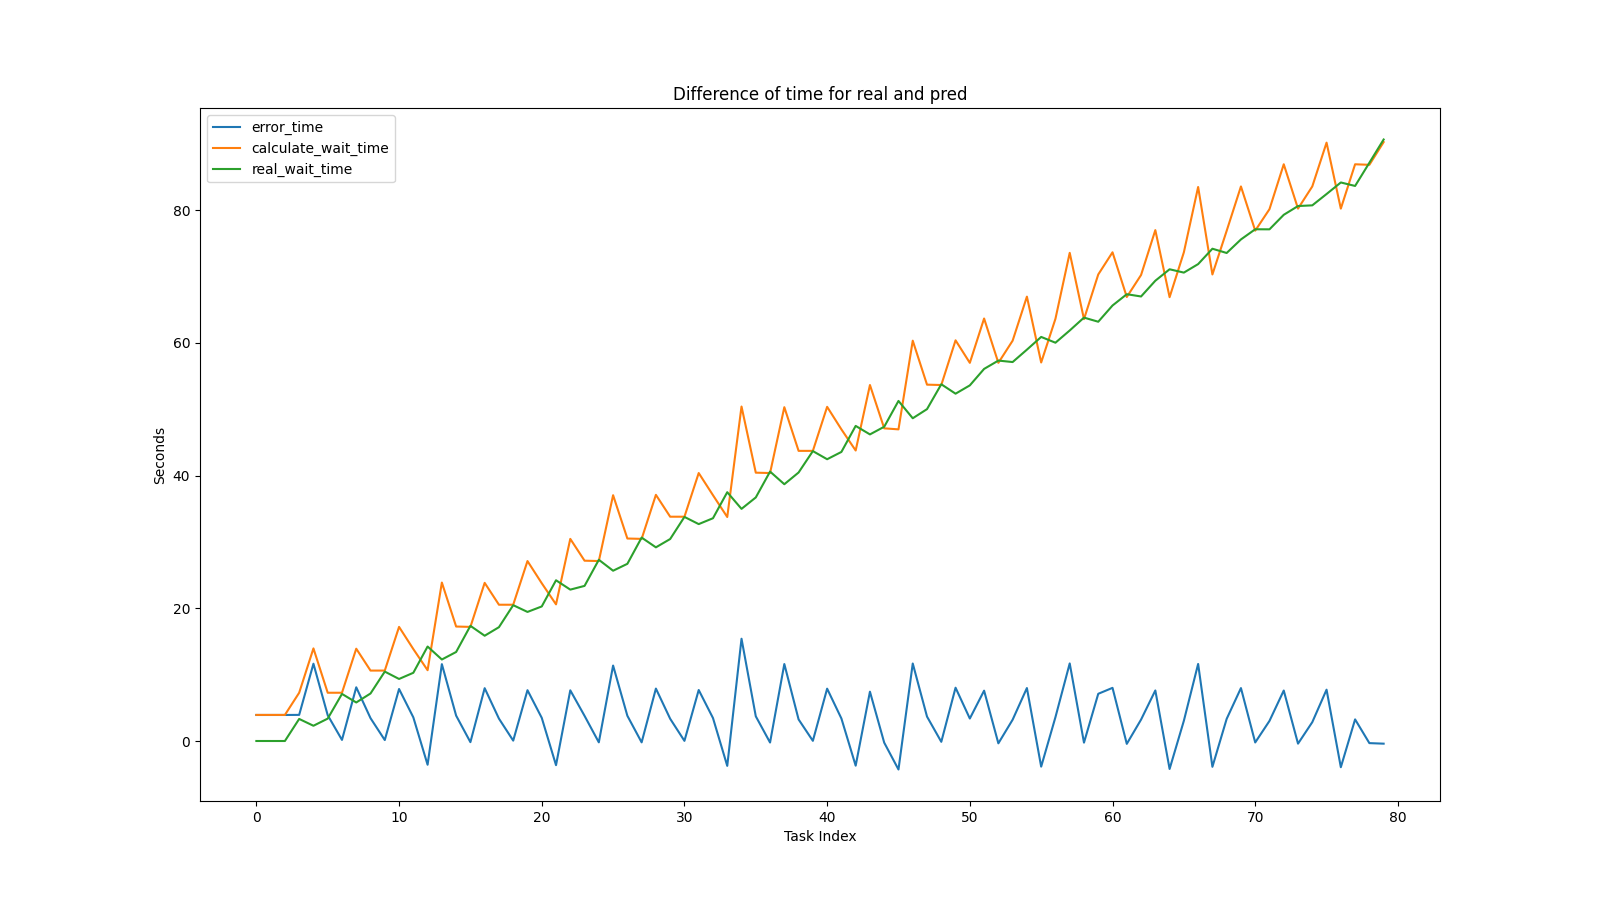 Difference of time for real and pred
error_time
calculate_wait_time
real_wait_time
80
60
40
20
0
Seconds
0 10 20 30 40 50 60 70 80
Task Index